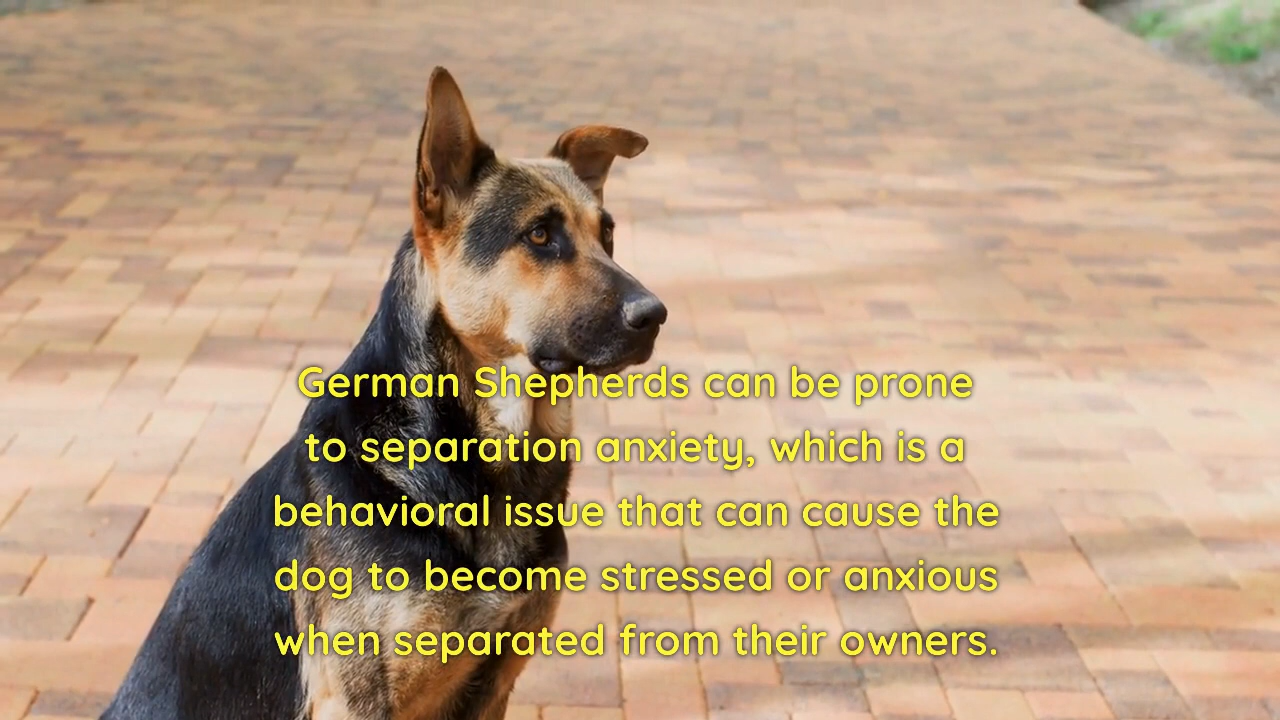 German Shepherds can be prone
to separation anxiety, which is a
behavioral issue that can cause the
dog to become stressed or anxious
when separated from their owners.